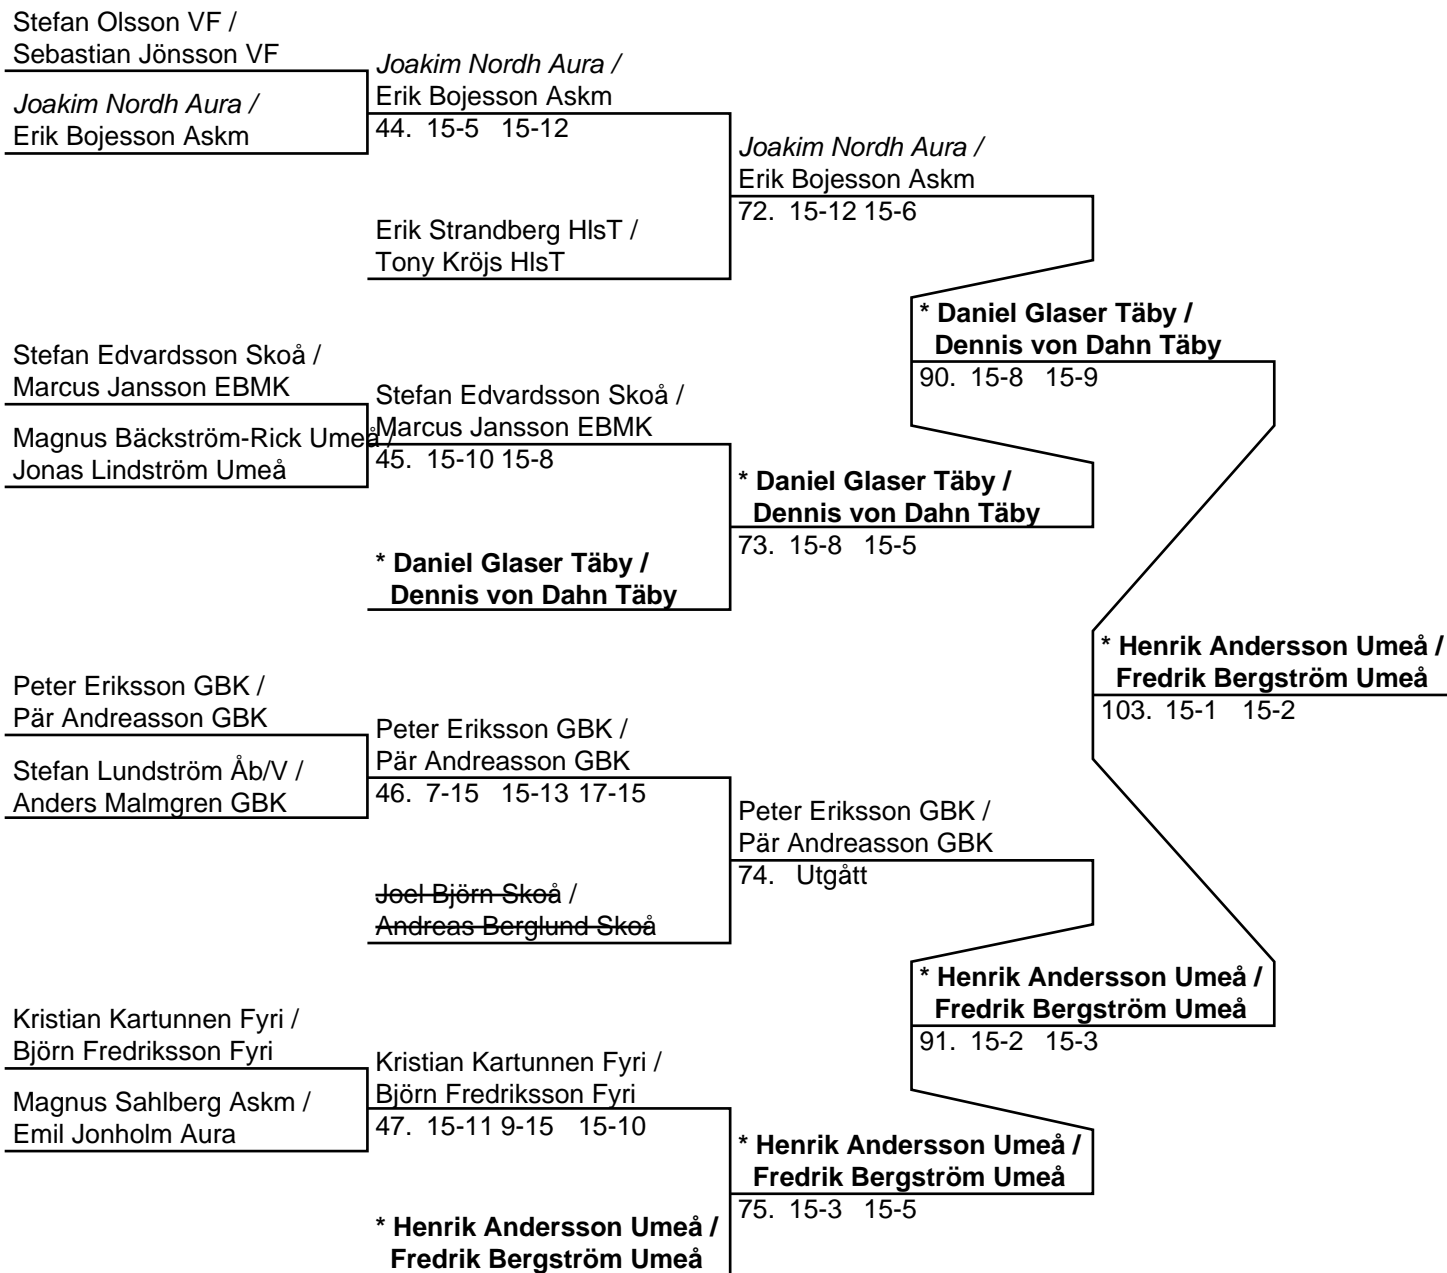 Stefan Olsson VF /
Sebastian Jönsson VF
Joakim Nordh Aura /
Erik Bojesson Askm
Joakim Nordh Aura /
Erik Bojesson Askm
44. 15-5 15-12
Erik Strandberg HlsT /
Tony Kröjs HlsT
Joakim Nordh Aura /
Erik Bojesson Askm
72. 15-12 15-6
Stefan Edvardsson Skoå /
Marcus Jansson EBMK
Magnus Bäckström-Rick Umeå /
Jonas Lindström Umeå
Stefan Edvardsson Skoå /
Marcus Jansson EBMK
45. 15-10 15-8
* Daniel Glaser Täby /
Dennis von Dahn Täby
* Daniel Glaser Täby /
Dennis von Dahn Täby
73. 15-8 15-5
* Daniel Glaser Täby /
Dennis von Dahn Täby
90. 15-8 15-9
Peter Eriksson GBK /
Pär Andreasson GBK
Stefan Lundström Åb/V /
Anders Malmgren GBK
Peter Eriksson GBK /
Pär Andreasson GBK
46. 7-15 15-13 17-15
Joel Björn Skoå /
Andreas Berglund Skoå
Peter Eriksson GBK /
Pär Andreasson GBK
74. Utgått
Kristian Kartunnen Fyri /
Björn Fredriksson Fyri
Magnus Sahlberg Askm /
Emil Jonholm Aura
Kristian Kartunnen Fyri /
Björn Fredriksson Fyri
47. 15-11 9-15 15-10
* Henrik Andersson Umeå /
Fredrik Bergström Umeå
* Henrik Andersson Umeå /
Fredrik Bergström Umeå
75. 15-3 15-5
* Henrik Andersson Umeå /
Fredrik Bergström Umeå
91. 15-2 15-3
* Henrik Andersson Umeå /
Fredrik Bergström Umeå
103. 15-1 15-2